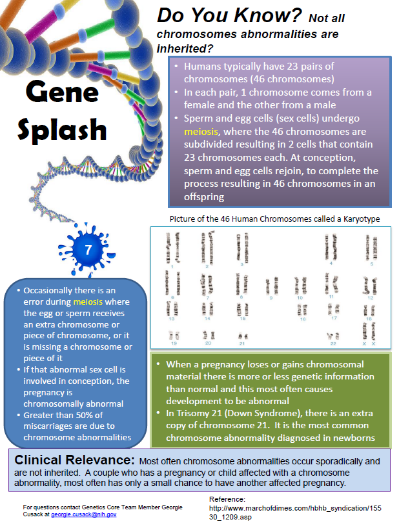 Do You Know? Not all
chromosomes abnormalities are
inherited?
Gene
Splash
• Humans typically have 23 pairs of
chromosomes (46 chromosomes)
• In each pair, 1 chromosome comes from a
female and the other from a male
• Sperm and egg cells (sex cells) undergo
meiosis, where the 46 chromosomes are
subdivided resulting in 2 cells that contain
23 chromosomes each. At conception,
sperm and egg cells rejoin, to complete the
process resulting in 46 chromosomes in an
offspring
Picture of the 46 Human Chromosomes called a Karyotype
7
• Occasionally there is an
error during meiosis where
the egg or sperm receives
an extra chromosome or
piece of chromosome, or it
is missing a chromosome or
piece of it
• If that abnormal sex cell is
involved in conception, the
pregnancy is
chromosomally abnormal
• Greater than 50% of
miscarriages are due to
chromosome abnormalities
• When a pregnancy loses or gains chromosomal
material there is more or less genetic information
than normal and this most often causes
development to be abnormal
• In Trisomy 21 (Down Syndrome), there is an extra
copy of chromosome 21. It is the most common
chromosome abnormality diagnosed in newborns
Clinical Relevance: Most often chromosome abnormalities occur sporadically and
are not inherited. A couple who has a pregnancy or child affected with a chromosome
abnormality, most often has only a small chance to have another affected pregnancy.
For questions contact Genetics Core Team Member Georgie
Cusack at georgie.cusack@nih.gov
Reference:
http://www.marchofdimes.com/hbhb_syndication/155
30_1209.asp